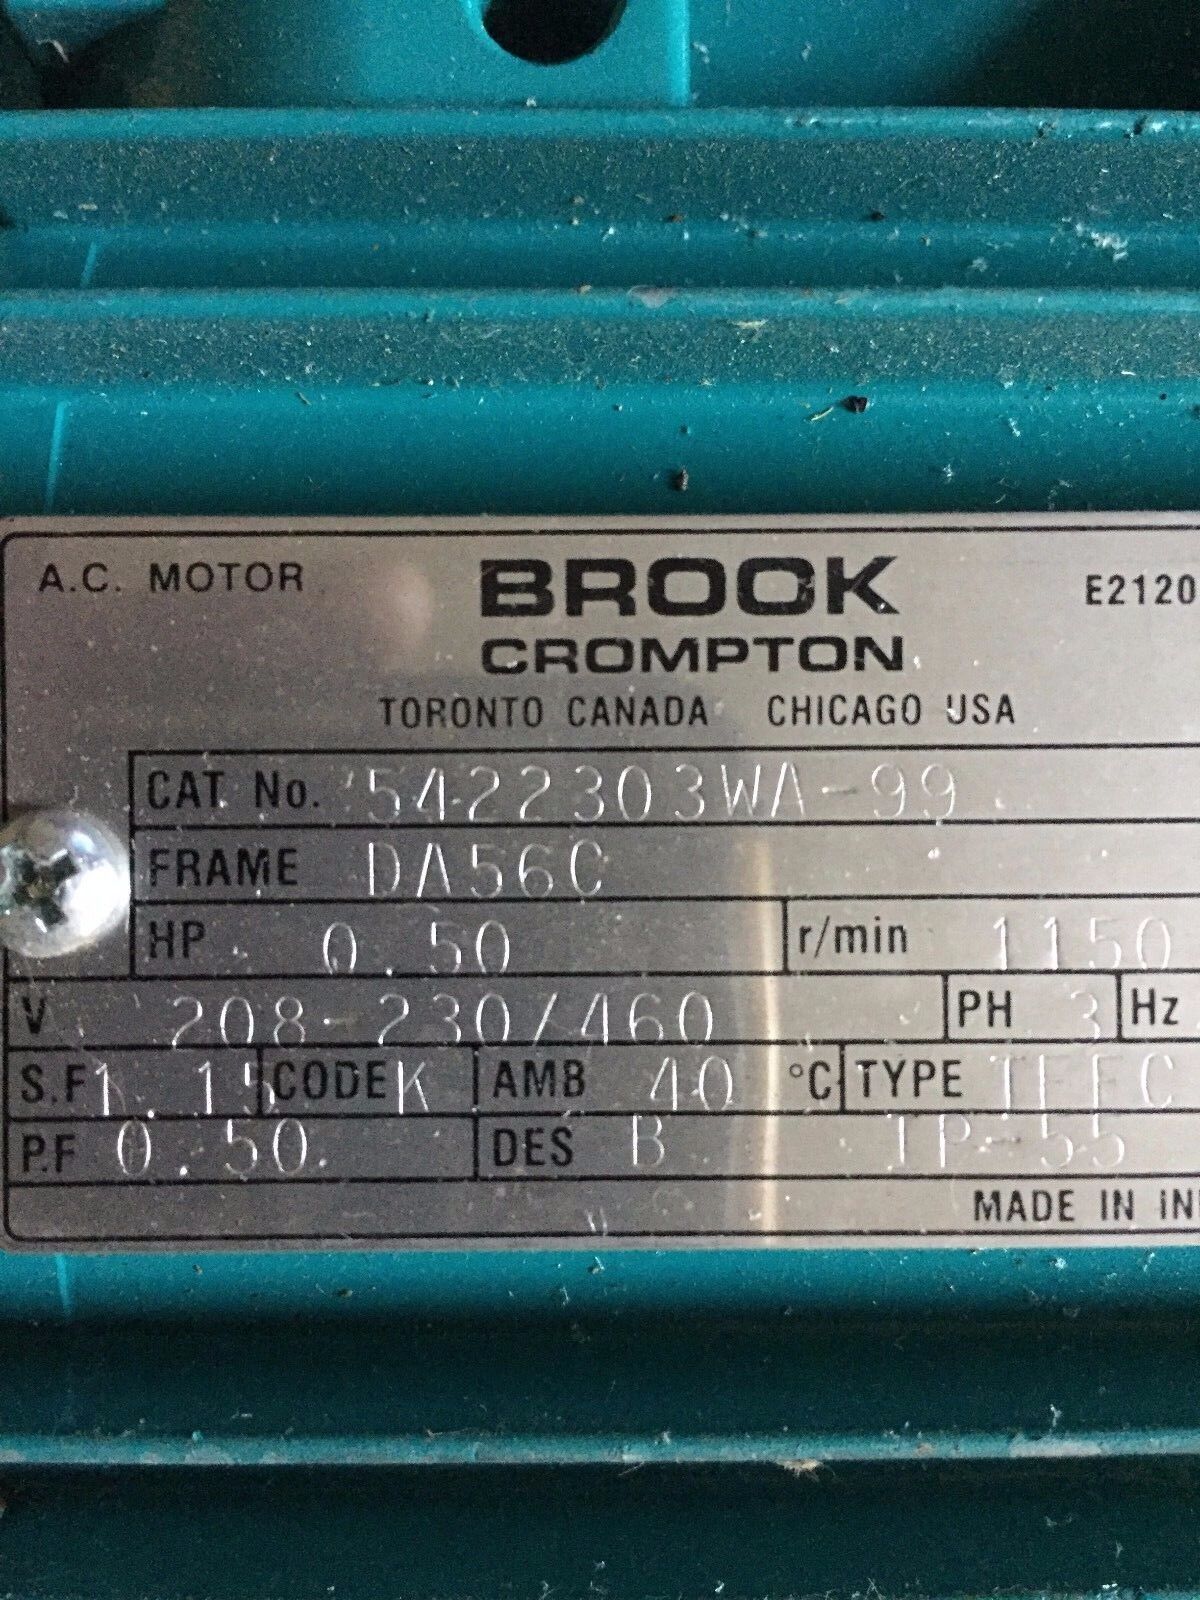 A.C. MOTOR BROOK E2120
CROMPTON
TORONTO CANADA CHICAGO USA
CAT No. 5422303WA-99
FRAME DA56C
HP 0.50 r/min 1150
V 208-230/460 PH 3 Hz
S.F 1.15 CODE K AMB 40 °C TYPE TEFC
P.F 0.50 DES B IP-55
MADE IN